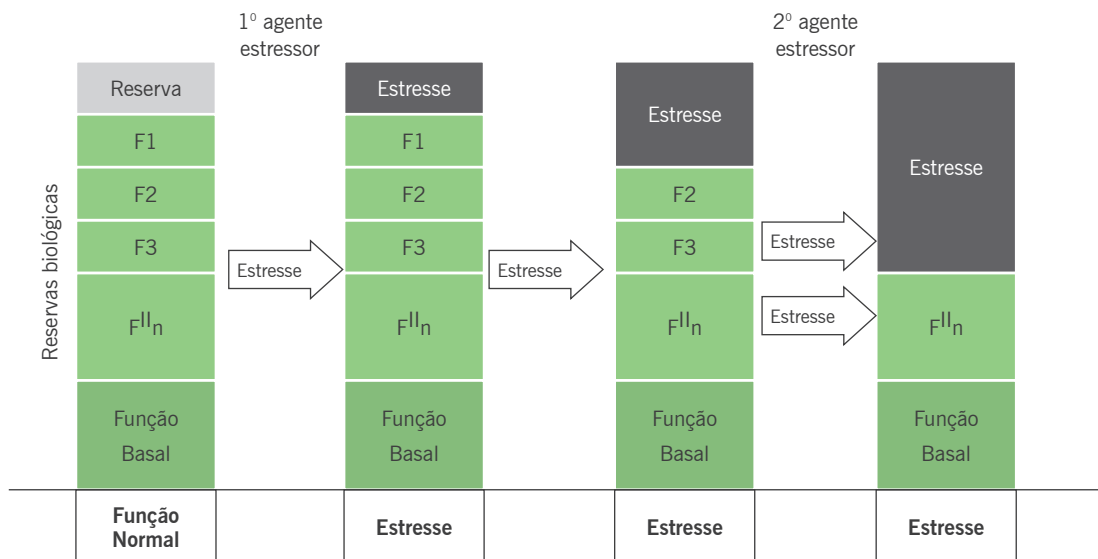 1º agente
estressor
2º agente
estressor
Reservas biológicas
Reserva
F1
F2
F3
Fᴵᴵn
Função
Basal
Função
Normal
Estresse
Estresse
F1
F2
F3
Fᴵᴵn
Função
Basal
Estresse
Estresse
Estresse
F2
F3
Fᴵᴵn
Função
Basal
Estresse
Estresse
Estresse
Estresse
Fᴵᴵn
Função
Basal
Estresse